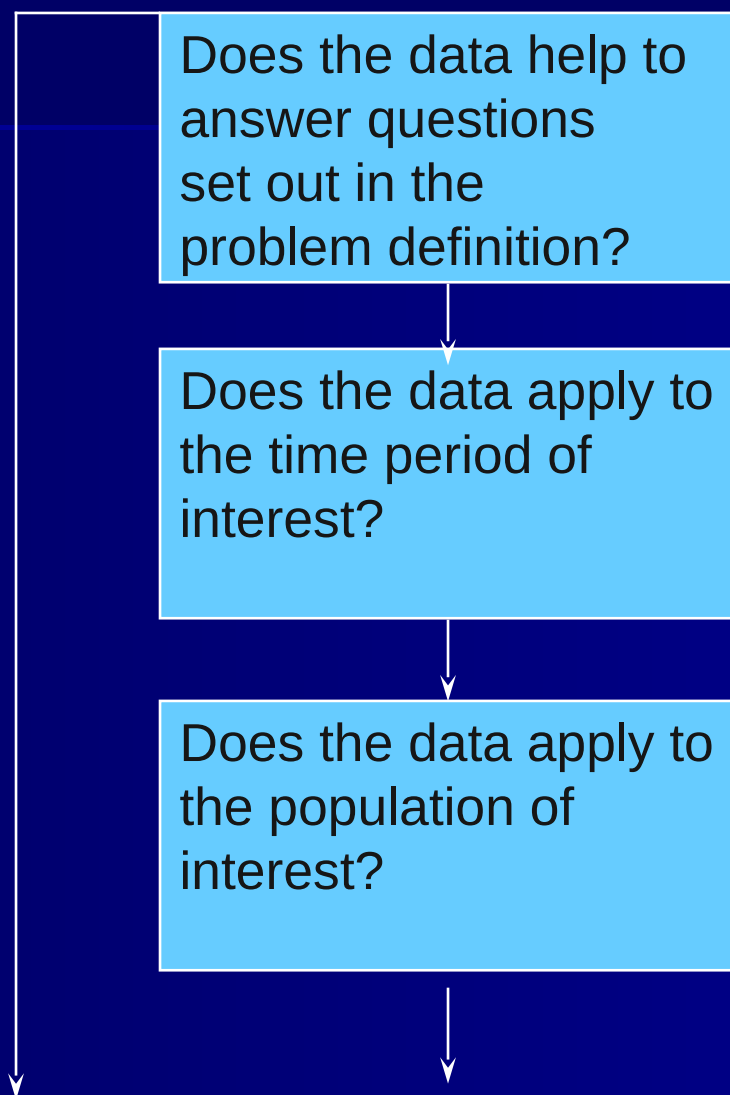 Does the data help to
answer questions
set out in the
problem definition?
Does the data apply to
the time period of
interest?
Does the data apply to
the population of
interest?